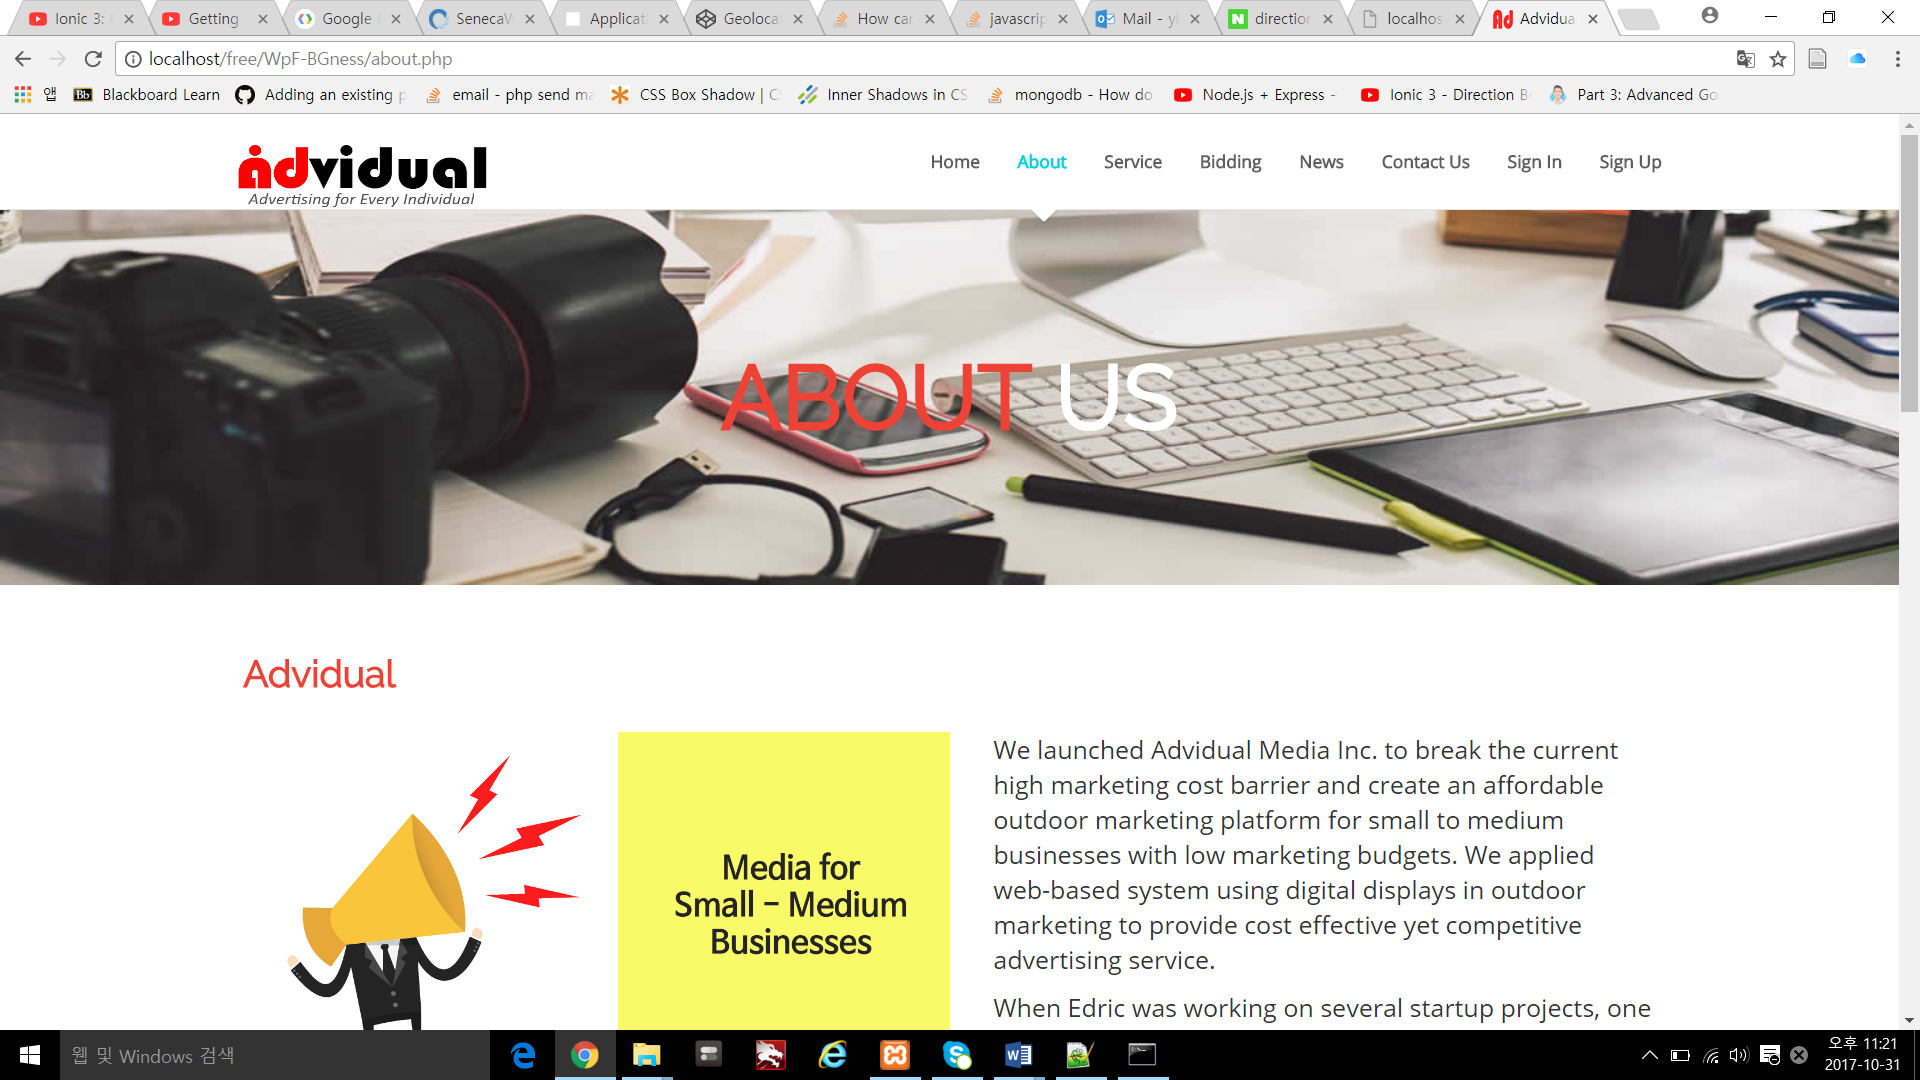 Ionic 3:
Getting
Google
Seneca
Applicati
Geoloca
How can
javascrip
Mail - yl
direction
localhos
Advidua
localhost/free/WpF-BGness/about.php
앱
Blackboard Learn
Adding an existing p
email - php send ma
CSS Box Shadow | C
Inner Shadows in CS
mongodb - How do
Node.js + Express -
Ionic 3 - Direction B
Part 3: Advanced Go
advidual
Advertising for Every Individual
Home
About
Service
Bidding
News
Contact Us
Sign In
Sign Up
ABOUT US
Advidual
Media for
Small - Medium
Businesses
We launched Advidual Media Inc. to break the current
high marketing cost barrier and create an affordable
outdoor marketing platform for small to medium
businesses with low marketing budgets. We applied
web-based system using digital displays in outdoor
marketing to provide cost effective yet competitive
advertising service.
When Edric was working on several startup projects, one
웹 및 Windows 검색
오후 11:21
2017-10-31